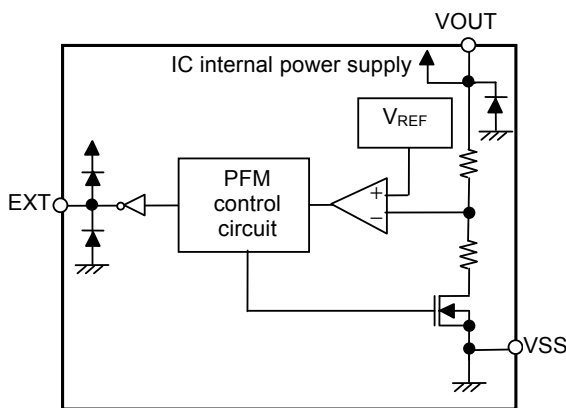 VOUT
IC internal power supply
VREF
EXT
PFM
control
circuit
+
−
VSS